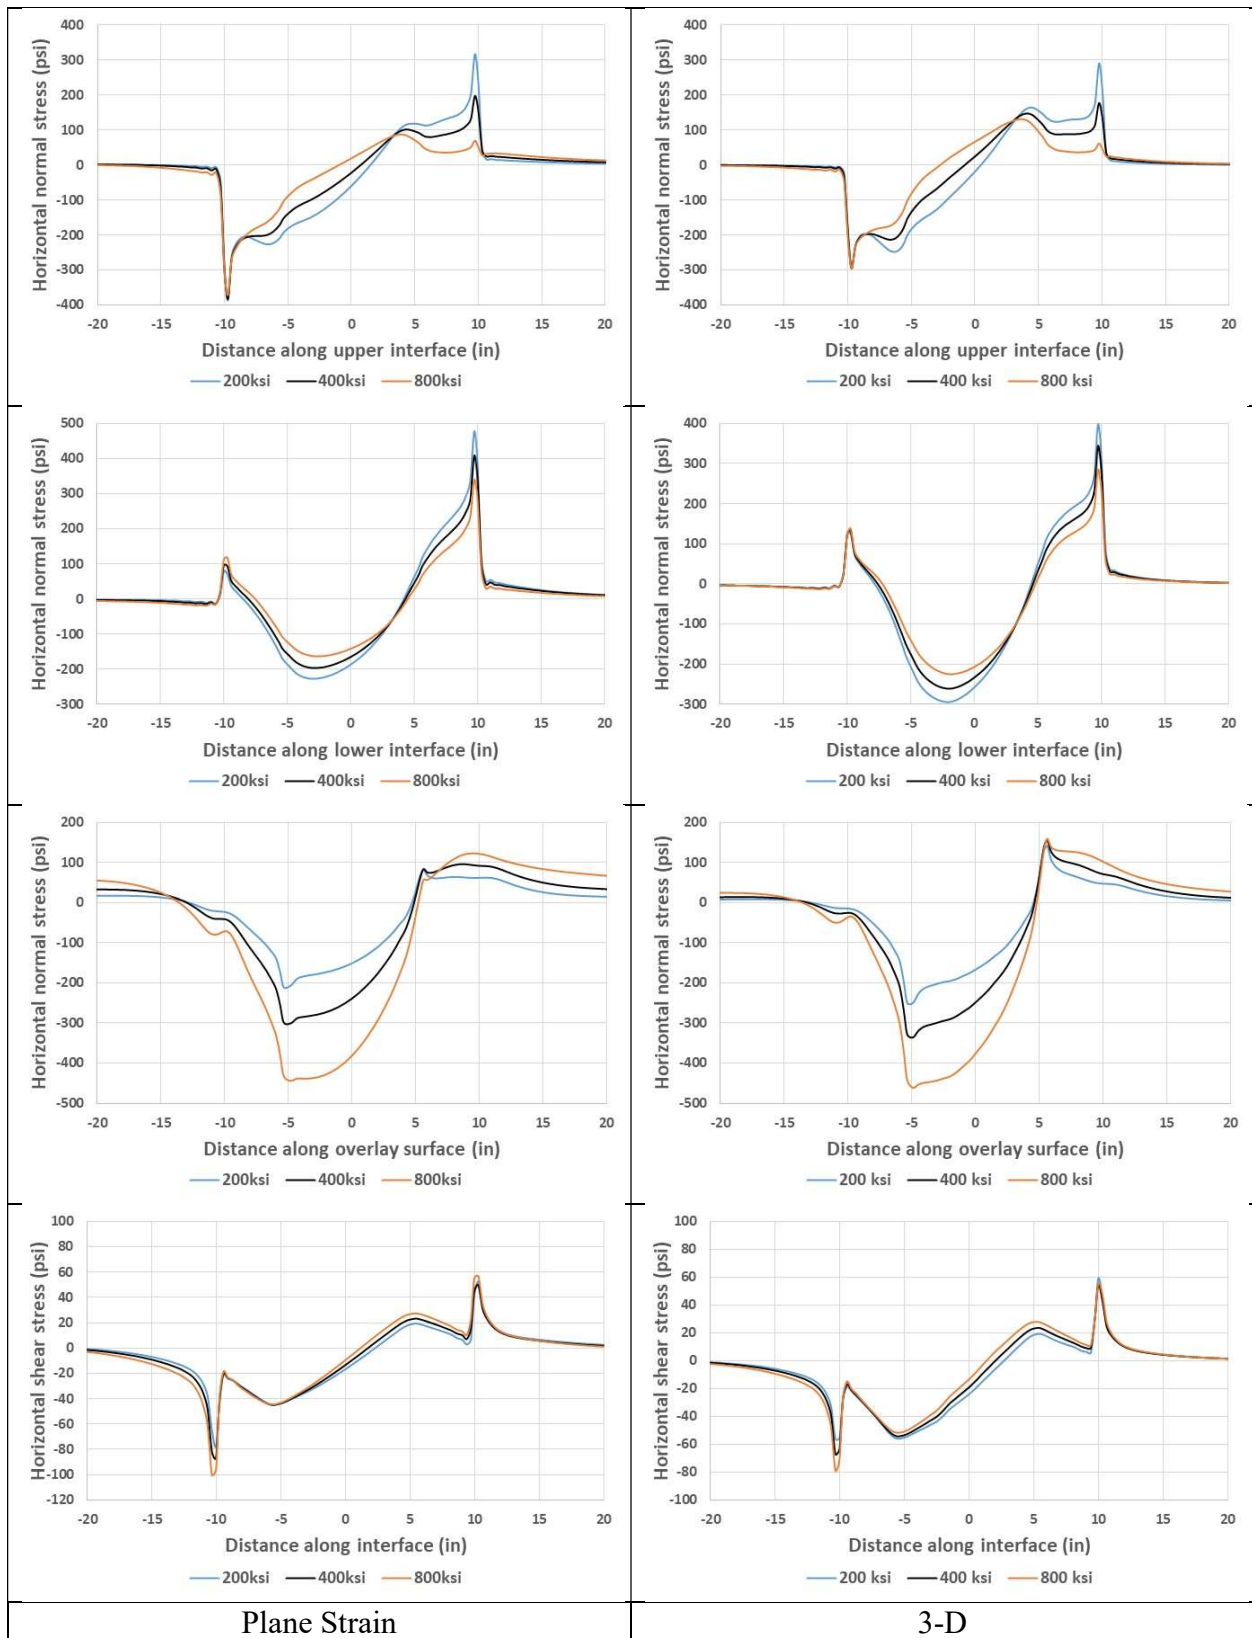 Horizontal normal stress (psi)
400
300
200
100
0
-100
-200
-300
-400
-20 -15 -10 -5 0 5 10 15 20
Distance along upper interface (in)
200ksi 400ksi 800ksi
Horizontal normal stress (psi)
400
300
200
100
0
-100
-200
-300
-400
-20 -15 -10 -5 0 5 10 15 20
Distance along upper interface (in)
200 ksi 400 ksi 800 ksi
Horizontal normal stress (psi)
500
400
300
200
100
0
-100
-200
-300
-20 -15 -10 -5 0 5 10 15 20
Distance along lower interface (in)
200ksi 400ksi 800ksi
Horizontal normal stress (psi)
400
300
200
100
0
-100
-200
-300
-20 -15 -10 -5 0 5 10 15 20
Distance along lower interface (in)
200 ksi 400 ksi 800 ksi
Horizontal normal stress (psi)
200
100
0
-100
-200
-300
-400
-500
-20 -15 -10 -5 0 5 10 15 20
Distance along overlay surface (in)
200ksi 400ksi 800ksi
Horizontal normal stress (psi)
200
100
0
-100
-200
-300
-400
-500
-20 -15 -10 -5 0 5 10 15 20
Distance along overlay surface (in)
200 ksi 400 ksi 800 ksi
Horizontal shear stress (psi)
100
80
60
40
20
0
-20
-40
-60
-80
-100
-120
-20 -15 -10 -5 0 5 10 15 20
Distance along interface (in)
200ksi 400ksi 800ksi
Horizontal shear stress (psi)
100
80
60
40
20
0
-20
-40
-60
-80
-100
-20 -15 -10 -5 0 5 10 15 20
Distance along interface (in)
200 ksi 400 ksi 800 ksi
Plane Strain
3-D